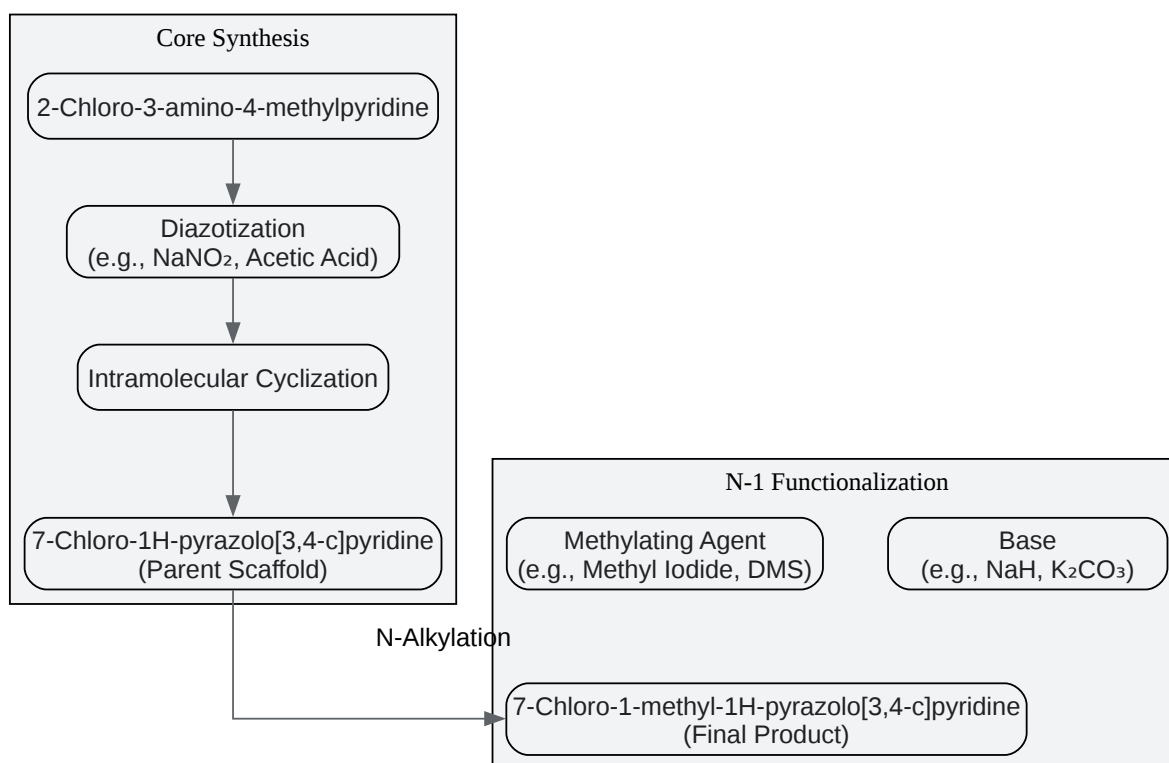 Core Synthesis
2-Chloro-3-amino-4-methylpyridine
Diazotization
(e.g., NaNO₂, Acetic Acid)
Intramolecular Cyclization
7-Chloro-1H-pyrazolo[3,4-c]pyridine
(Parent Scaffold)
N-Alkylation
N-1 Functionalization
Methylating Agent
(e.g., Methyl Iodide, DMS)
Base
(e.g., NaH, K₂CO₃)
7-Chloro-1-methyl-1H-pyrazolo[3,4-c]pyridine
(Final Product)